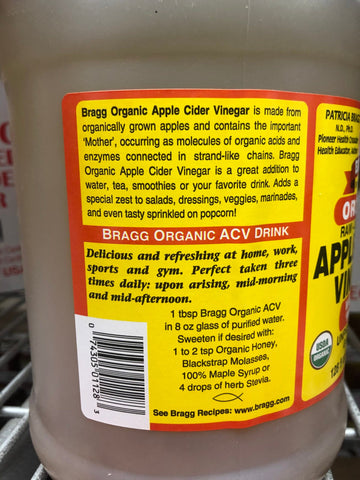 Bragg Organic Apple Cider Vinegar is made from
organically grown apples and contains the important
'Mother', occurring as molecules of organic acids and
enzymes connected in strand-like chains. Bragg
Organic Apple Cider Vinegar is a great addition to
water, tea, smoothies or your favorite drink. Adds a
special zest to salads, dressings, veggies, marinades,
and even tasty sprinkled on popcorn!
BRAGG ORGANIC ACV DRINK
Delicious and refreshing at home, work,
sports and gym. Perfect taken three
times daily: upon arising, mid-morning
and mid-afternoon.
1 tbsp Bragg Organic ACV
in 8 oz glass of purified water.
Sweeten if desired with:
1 to 2 tsp Organic Honey,
Blackstrap Molasses,
100% Maple Syrup or
4 drops of herb Stevia.
See Bragg Recipes: www.bragg.com
0 74305 01128 3
PATRICIA
N.D., Ph.D.
Pioneer Health
Health Educator,
USDA
ORGANIC